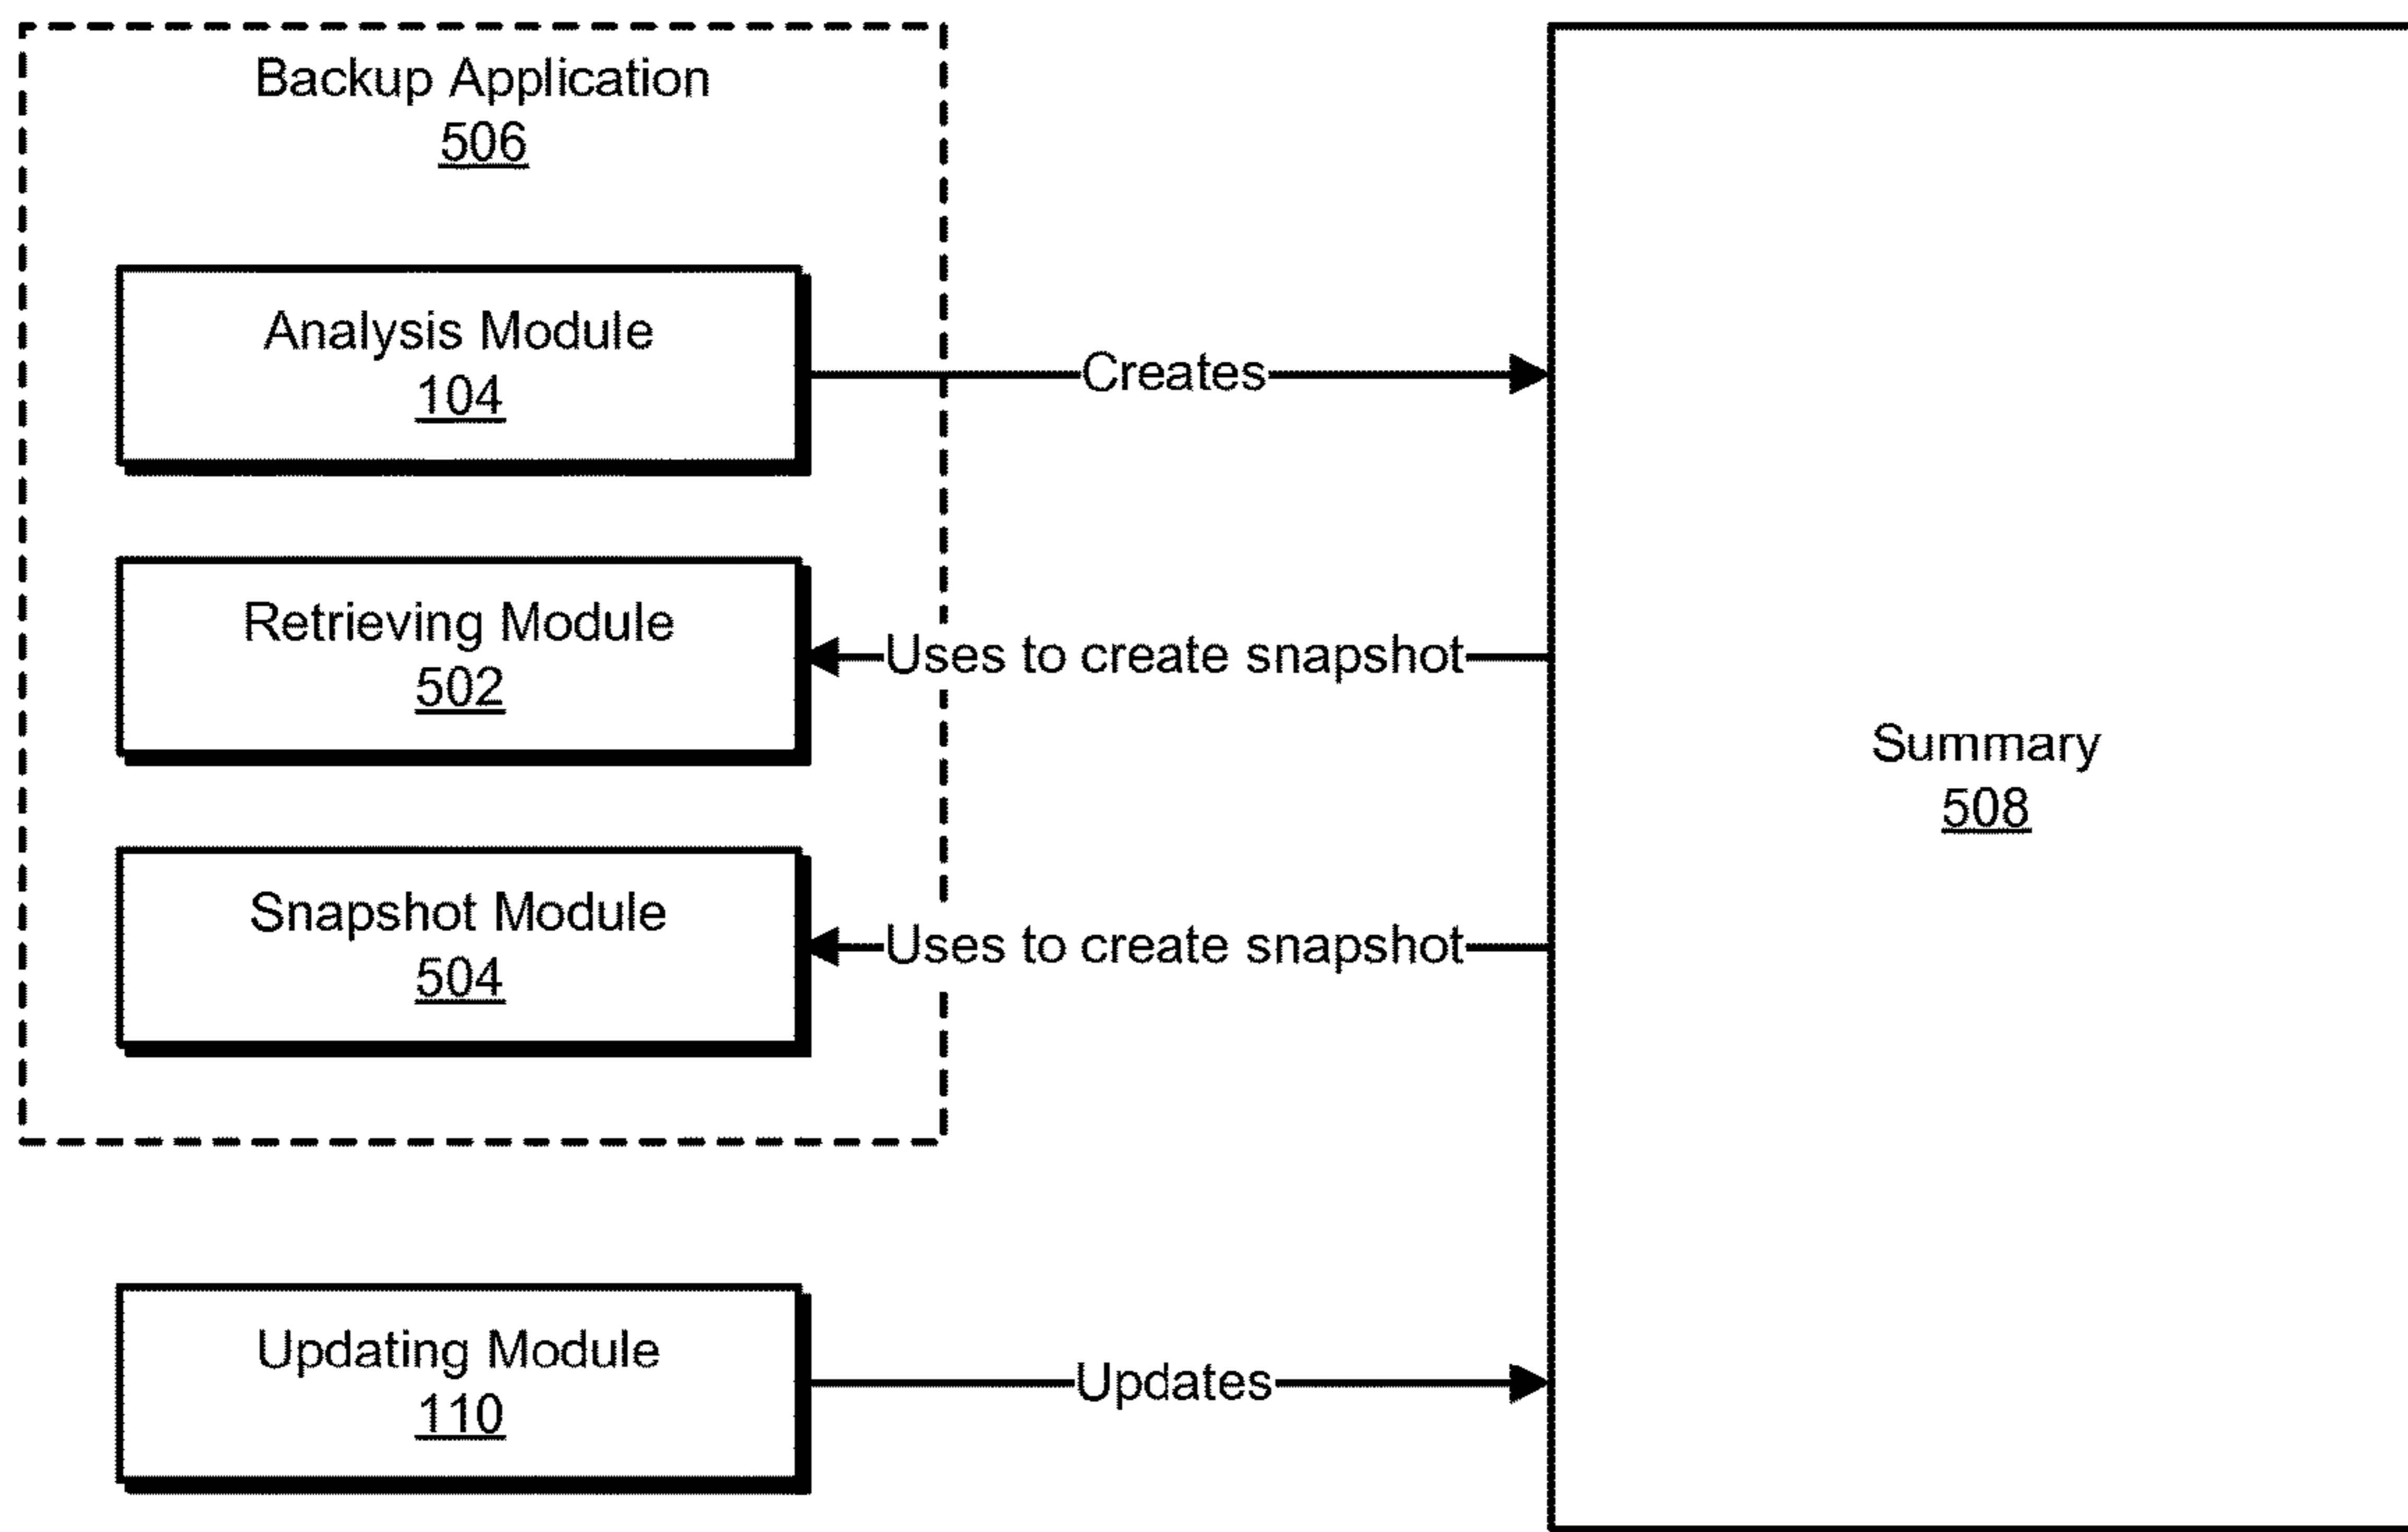 Backup Application
506
Analysis Module
104
Creates
Retrieving Module
502
Uses to create snapshot
Summary
508
Snapshot Module
504
Uses to create snapshot
Updating Module
110
Updates